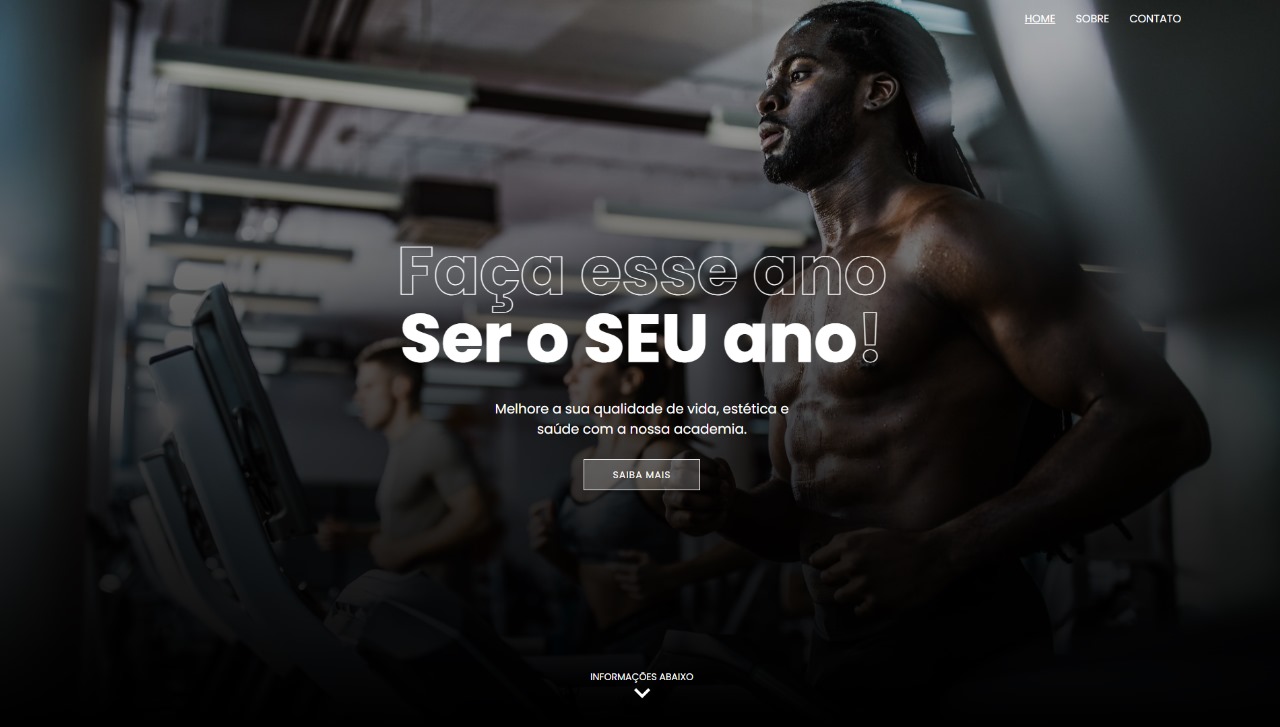 HOME SOBRE CONTATO
Faça esse ano
Ser o SEU ano!
Melhore a sua qualidade de vida, estética e
saúde com a nossa academia.
SAIBA MAIS
INFORMAÇÕES ABAIXO